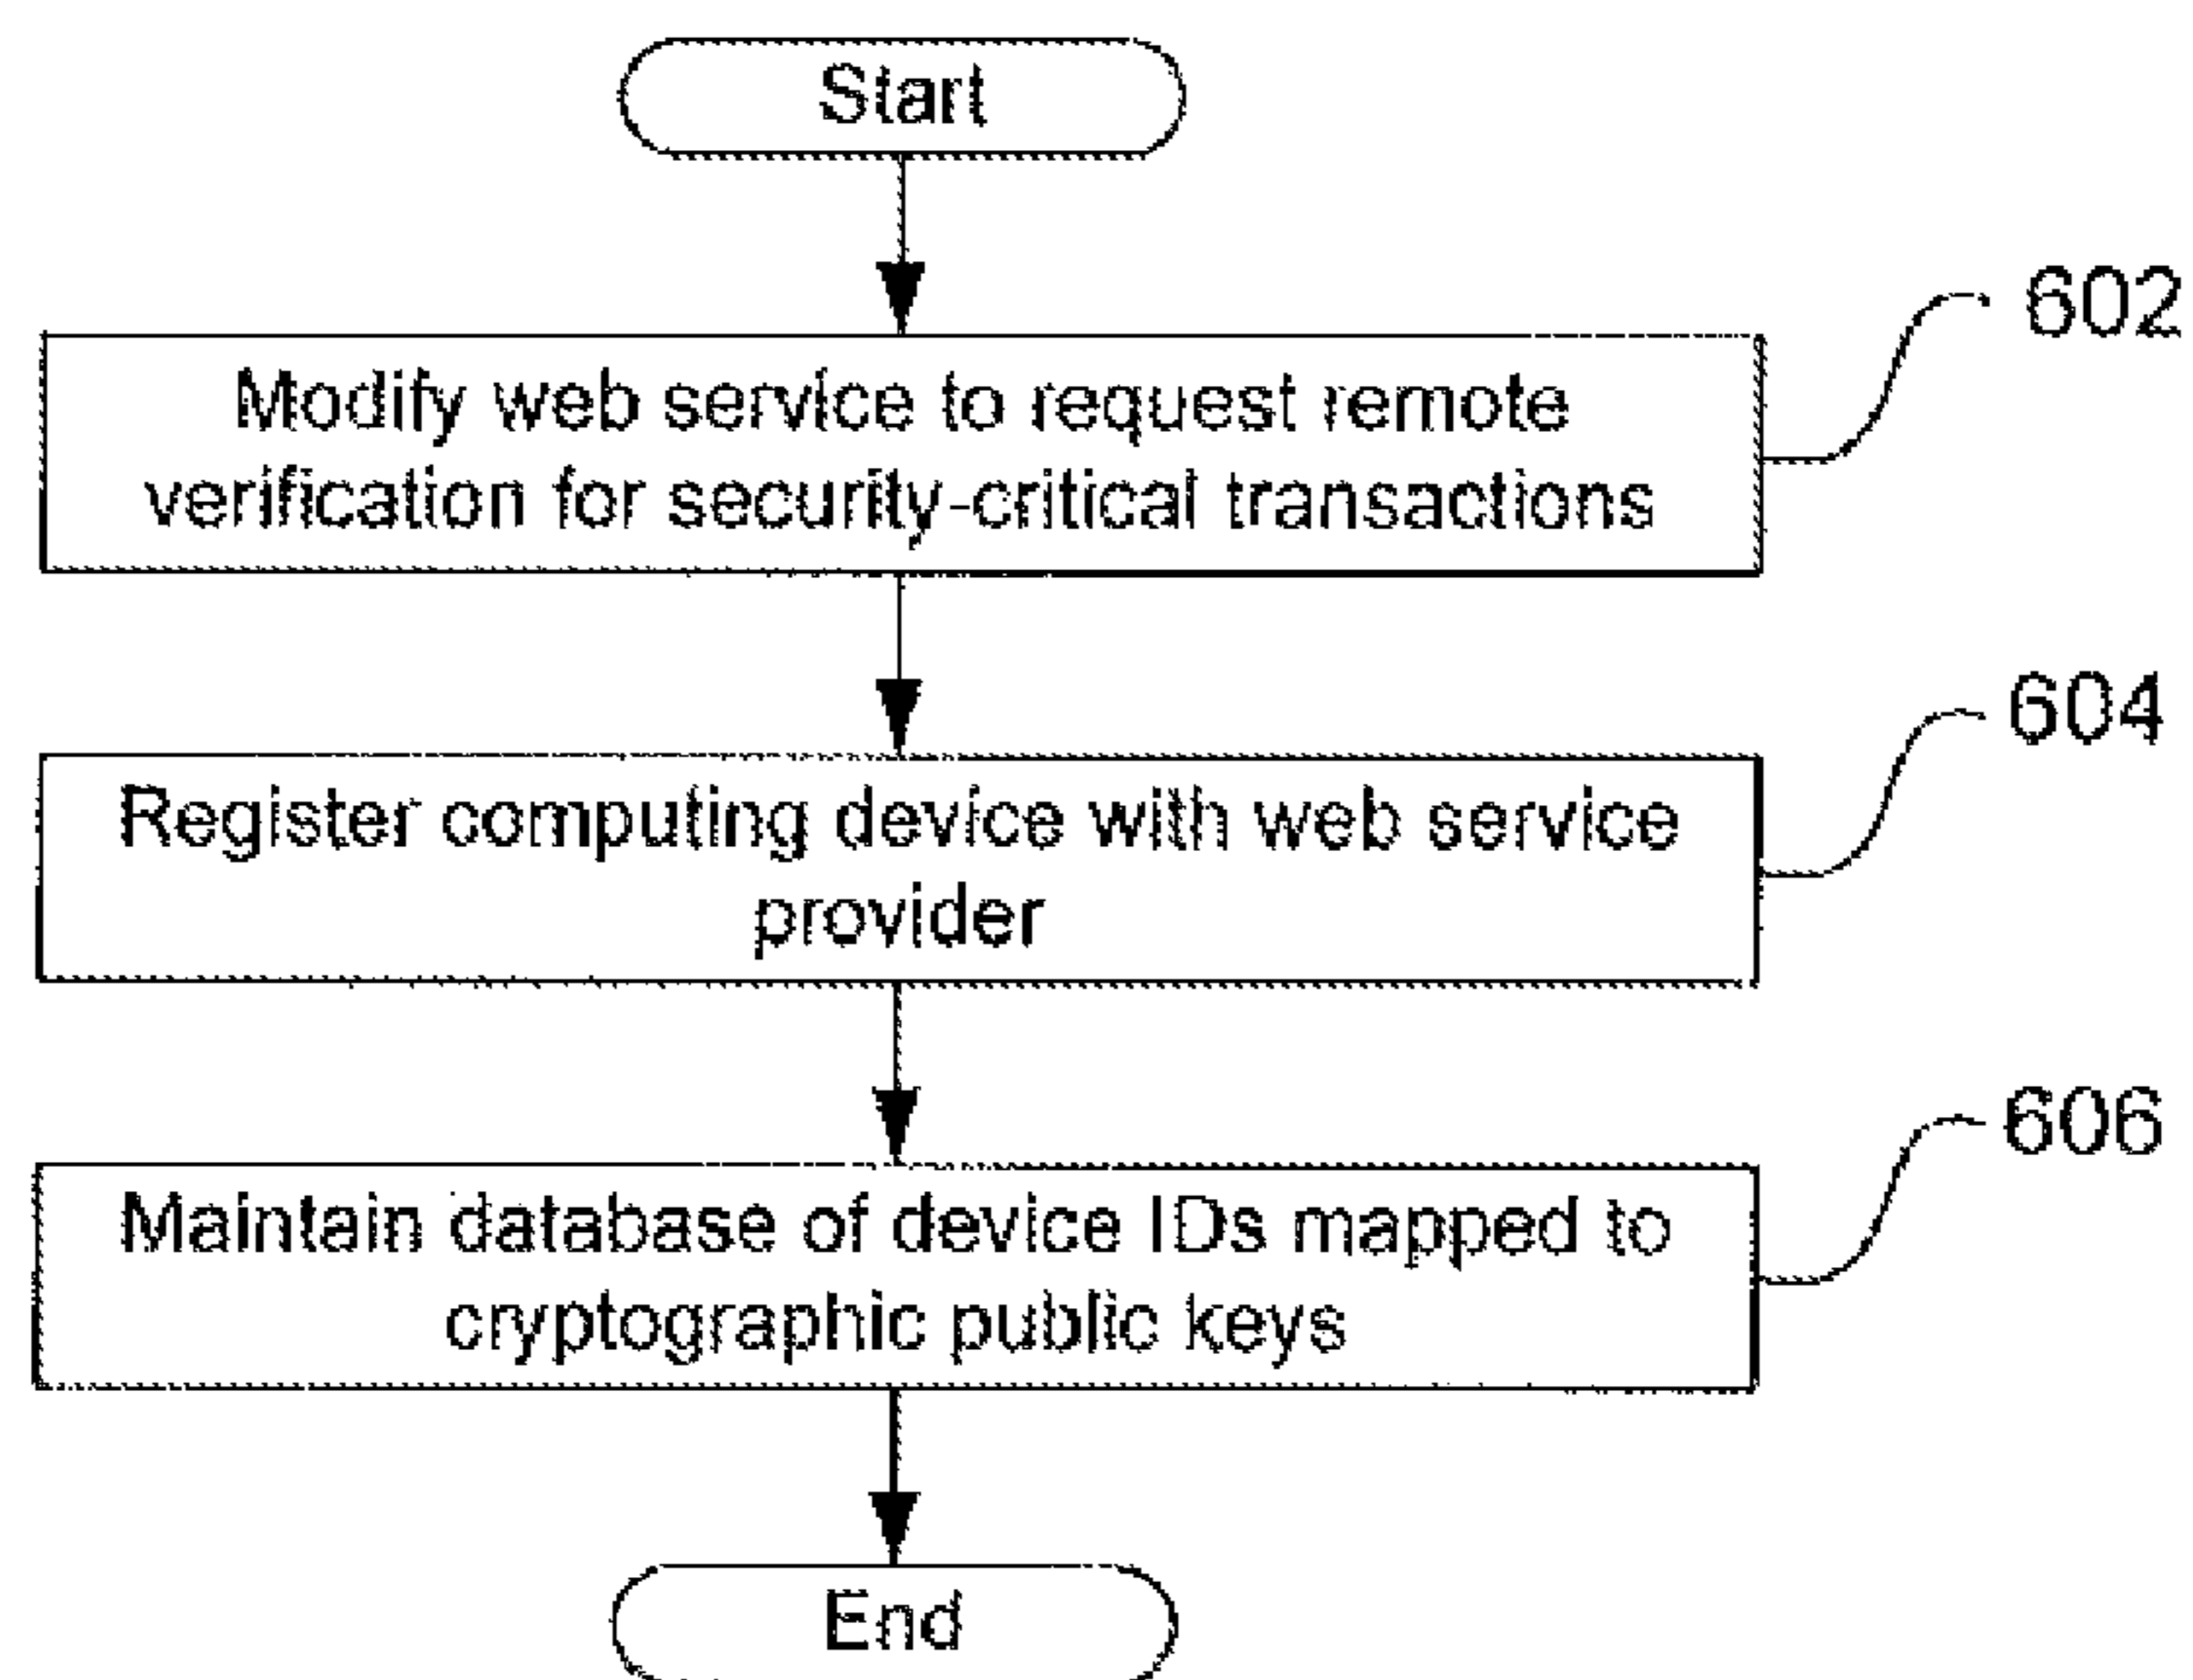 Start
602
Modify web service to request remote
verification for security-critical transactions
604
Register computing device with web service
provider
606
Maintain database of device IDs mapped to
cryptographic public keys
End